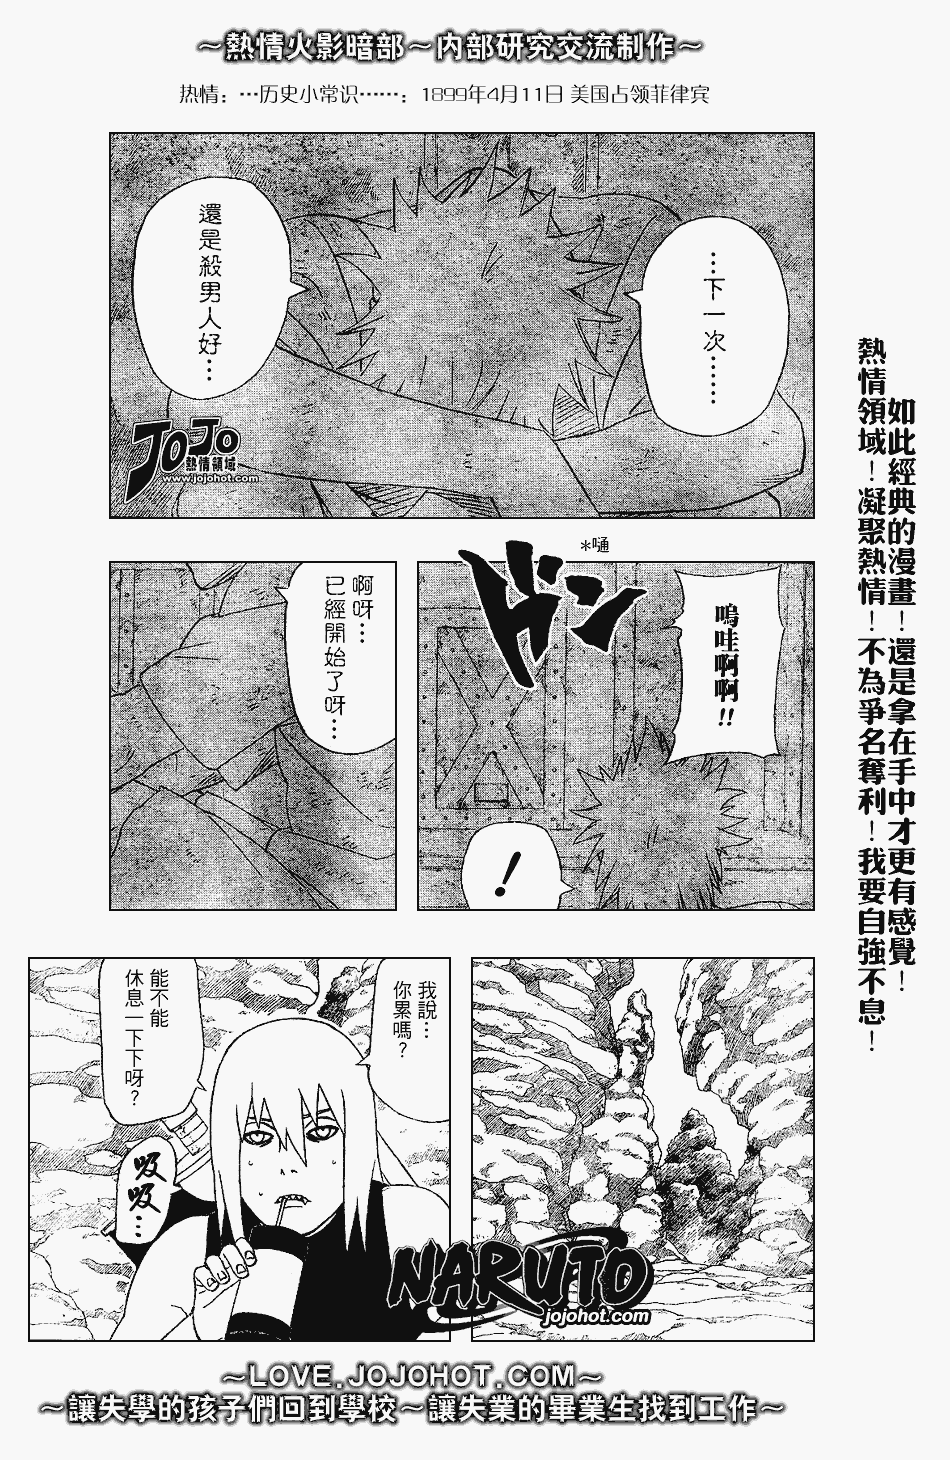 ～熱情火影暗部～内部研究交流制作～
热情：…历史小常识……：1899年4月11日 美国占领菲律宾
…下一次……
還是殺男人好…
JOJO
熱情領域
www.jojohot.com
如此經典的漫畫！還是拿在手中才更有感覺！
熱情領域！凝聚熱情！不為爭名奪利！我要自強不息！
＊嗵
ドドン
嗚哇啊啊!!
！
啊呀…
已經開始了呀…
我說…
你累嗎？
能不能
休息一下下呀？
吸
吸…
NARUTO
jojohot.com
～LOVE.JOJOHOT.COM～
～讓失學的孩子們回到學校～讓失業的畢業生找到工作～